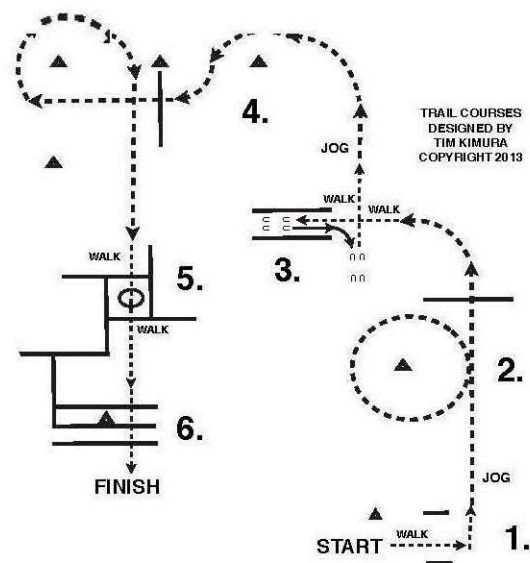 4.
TRAIL COURSES
DESIGNED BY
TIM KIMURA
COPYRIGHT 2013
JOG
WALK
WALK
3.
WALK
5.
WALK
2.
6.
FINISH
JOG
START
WALK
1.